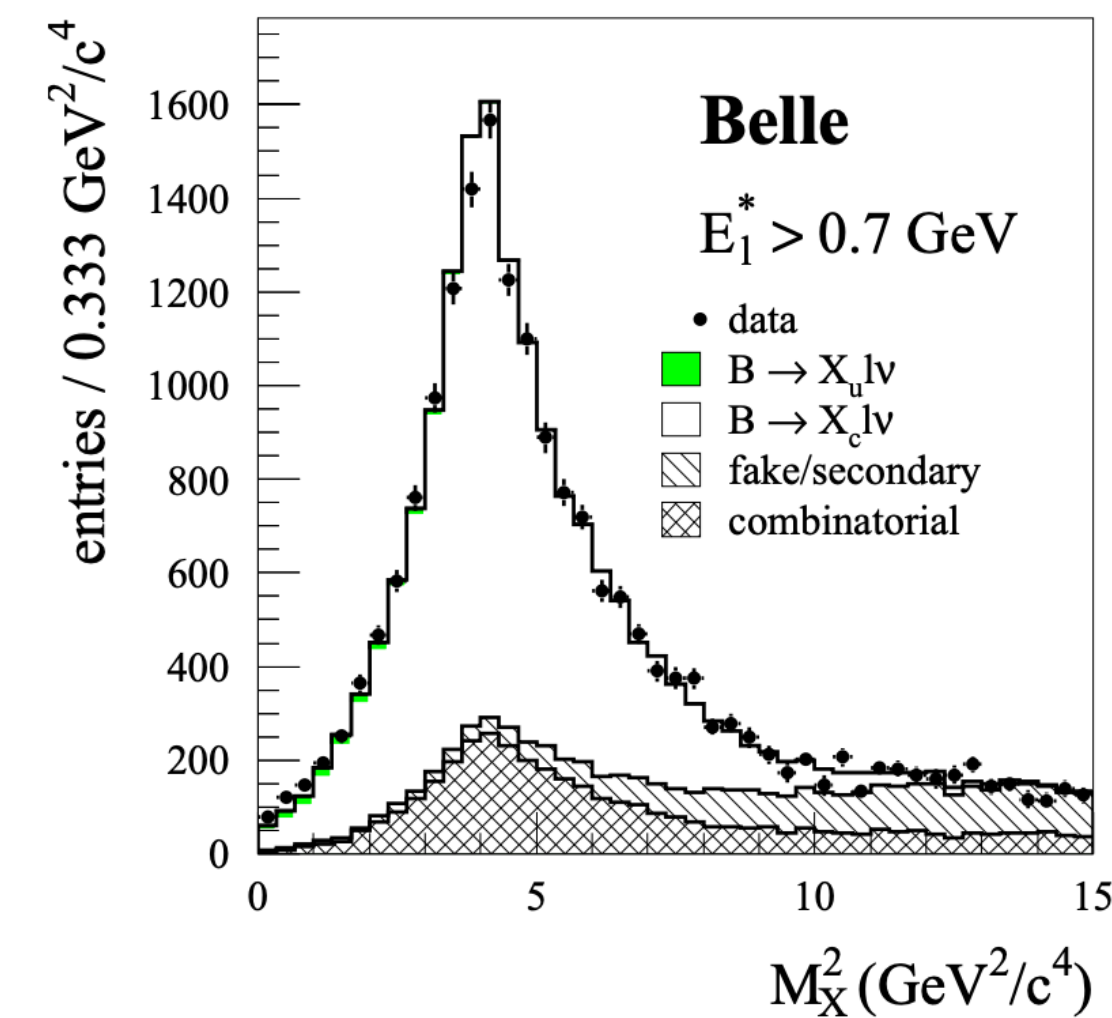 entries / 0.333 GeV²/c⁴
1600
1400
1200
1000
800
600
400
200
0
Belle
E*l > 0.7 GeV
data
B → Xulν
B → Xclν
fake/secondary
combinatorial
0 5 10 15
M²X (GeV²/c⁴)